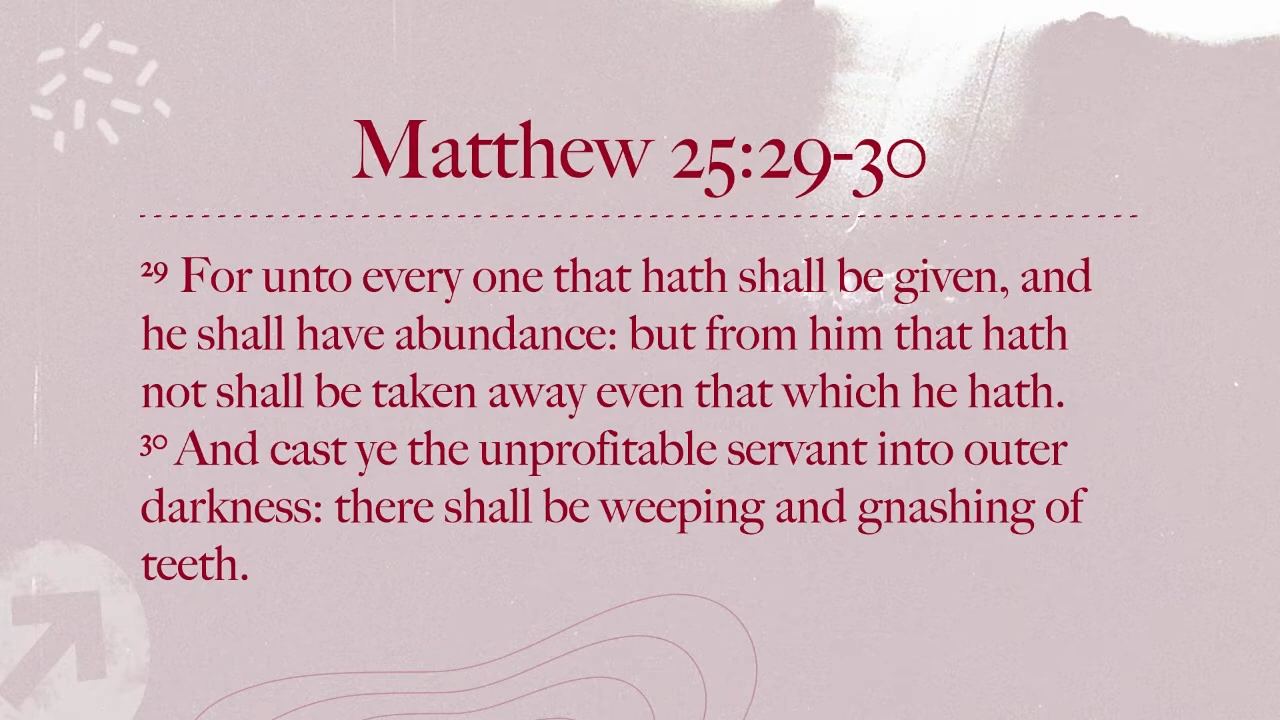 Matthew 25:29-30
29 For unto every one that hath shall be given, and
he shall have abundance: but from him that hath
not shall be taken away even that which he hath.
30 And cast ye the unprofitable servant into outer
darkness: there shall be weeping and gnashing of
teeth.